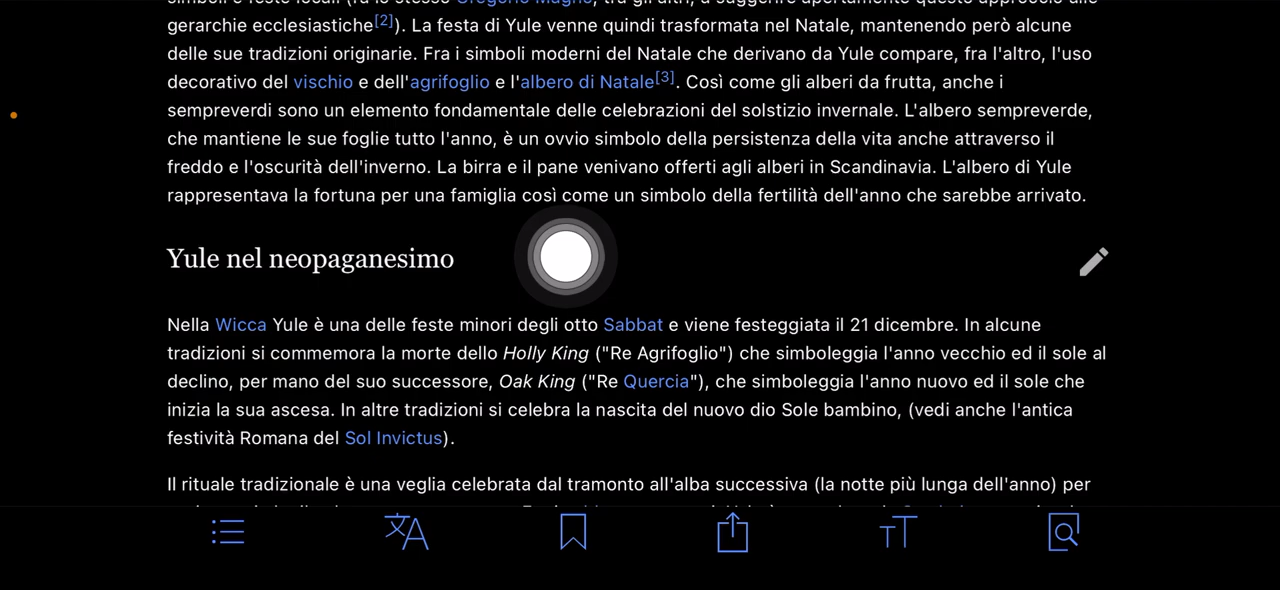 gerarchie ecclesiastiche[2]). La festa di Yule venne quindi trasformata nel Natale, mantenendo però alcune
delle sue tradizioni originarie. Fra i simboli moderni del Natale che derivano da Yule compare, fra l'altro, l'uso
decorativo del vischio e dell'agrifoglio e l'albero di Natale[3]. Così come gli alberi da frutta, anche i
sempreverdi sono un elemento fondamentale delle celebrazioni del solstizio invernale. L'albero sempreverde,
che mantiene le sue foglie tutto l'anno, è un ovvio simbolo della persistenza della vita anche attraverso il
freddo e l'oscurità dell'inverno. La birra e il pane venivano offerti agli alberi in Scandinavia. L'albero di Yule
rappresentava la fortuna per una famiglia così come un simbolo della fertilità dell'anno che sarebbe arrivato.
Yule nel neopaganesimo
Nella Wicca Yule è una delle feste minori degli otto Sabbat e viene festeggiata il 21 dicembre. In alcune
tradizioni si commemora la morte dello Holly King ("Re Agrifoglio") che simboleggia l'anno vecchio ed il sole al
declino, per mano del suo successore, Oak King ("Re Quercia"), che simboleggia l'anno nuovo ed il sole che
inizia la sua ascesa. In altre tradizioni si celebra la nascita del nuovo dio Sole bambino, (vedi anche l'antica
festività Romana del Sol Invictus).
Il rituale tradizionale è una veglia celebrata dal tramonto all'alba successiva (la notte più lunga dell'anno) per